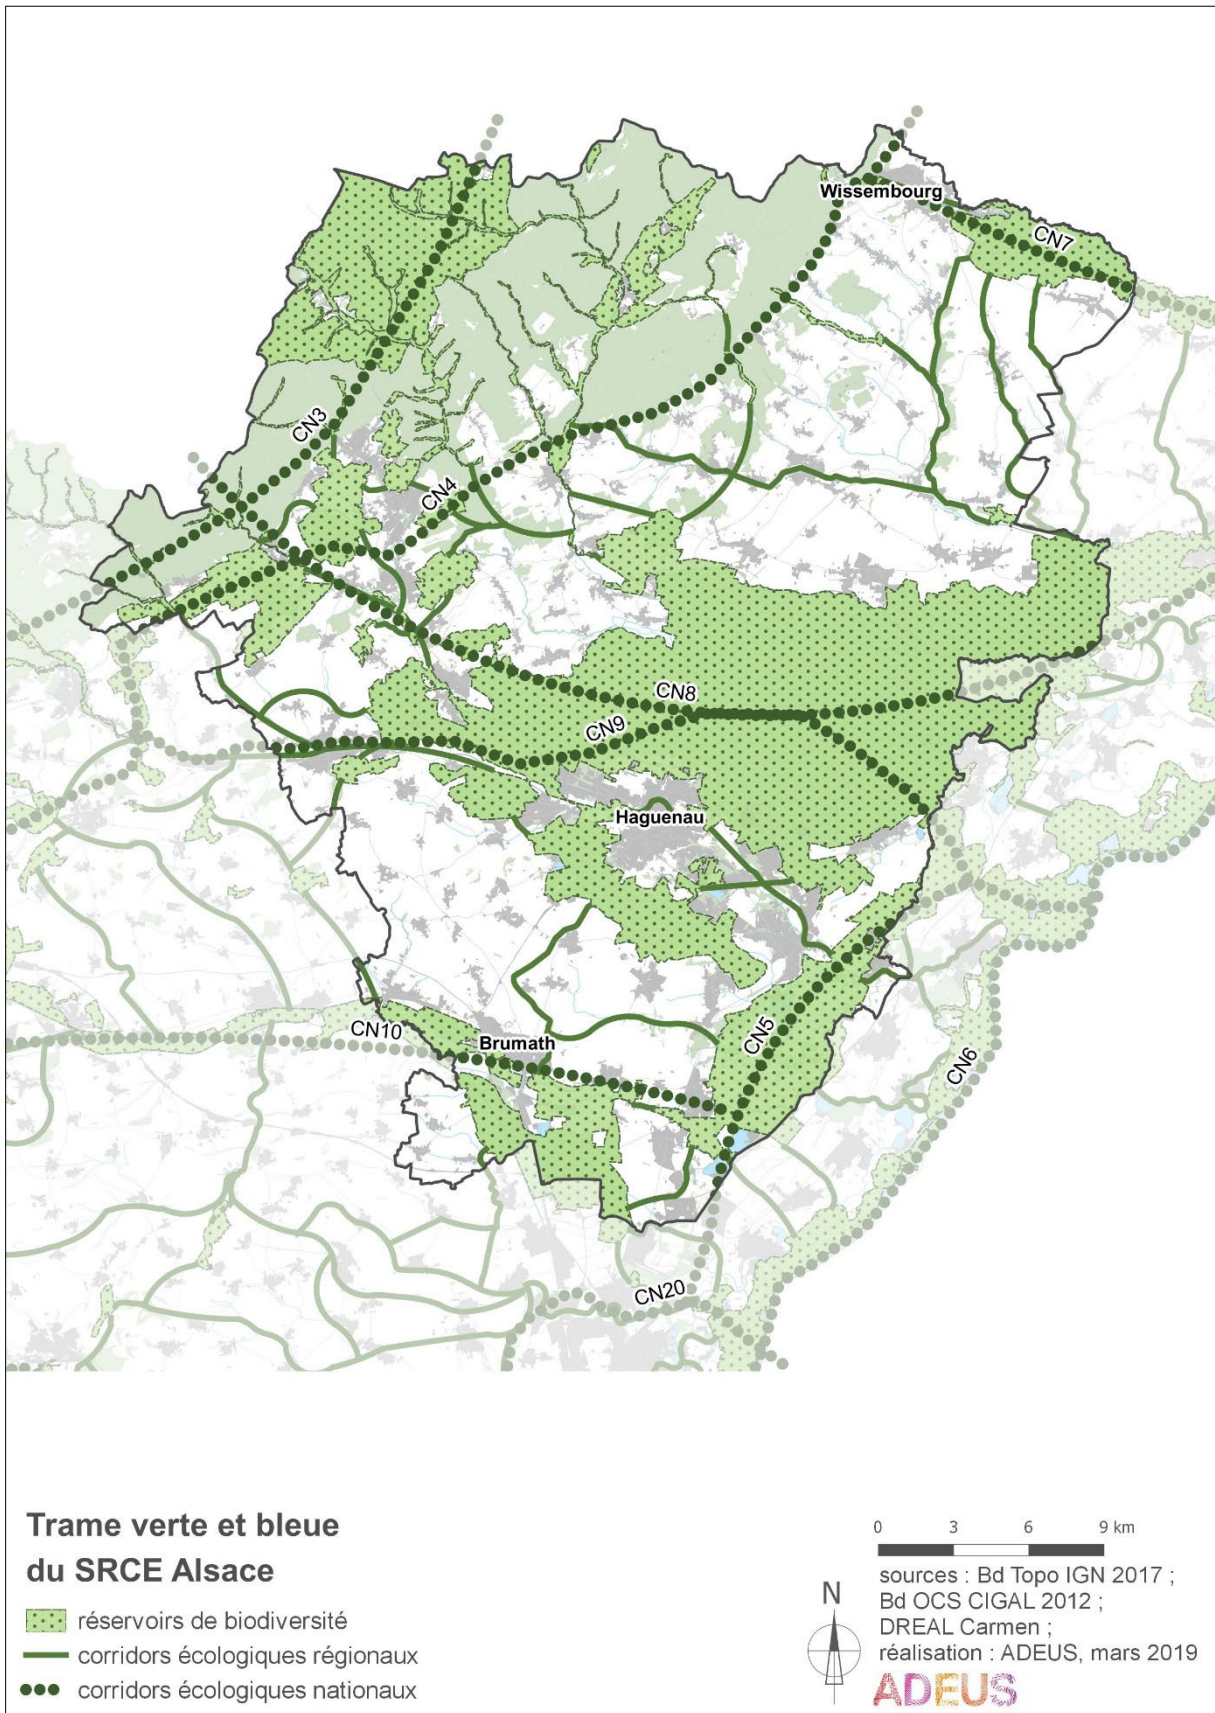 Wissembourg
CN7
CN3
CN4
CN8
CN9
Haguenau
CN5
CN10
Brumath
CN6
CN20
Trame verte et bleue
du SRCE Alsace
réservoirs de biodiversité
corridors écologiques régionaux
corridors écologiques nationaux
0 3 6 9 km
N
sources : Bd Topo IGN 2017 ;
Bd OCS CIGAL 2012 ;
DREAL Carmen ;
réalisation : ADEUS, mars 2019
ADEUS